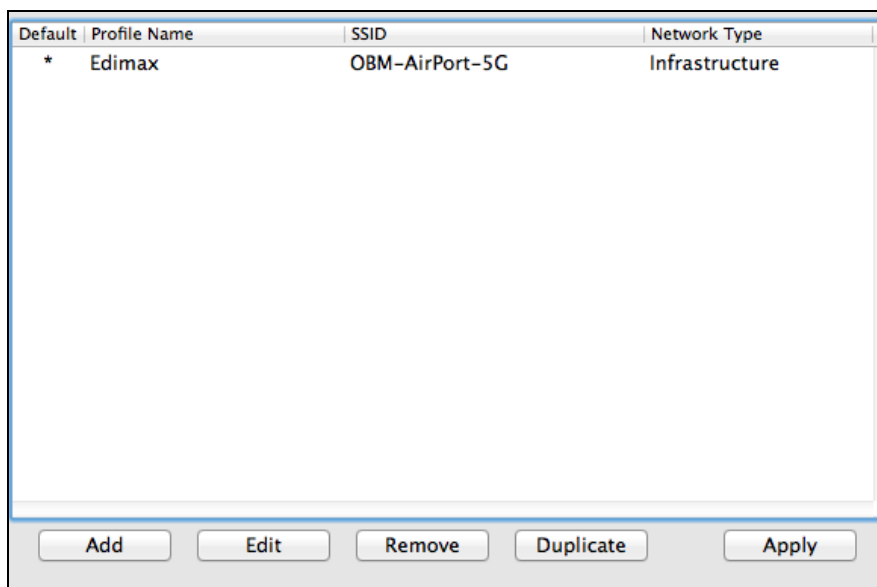 Default Profile Name SSID Network Type
* Edimax OBM-AirPort-5G Infrastructure
Add Edit Remove Duplicate Apply